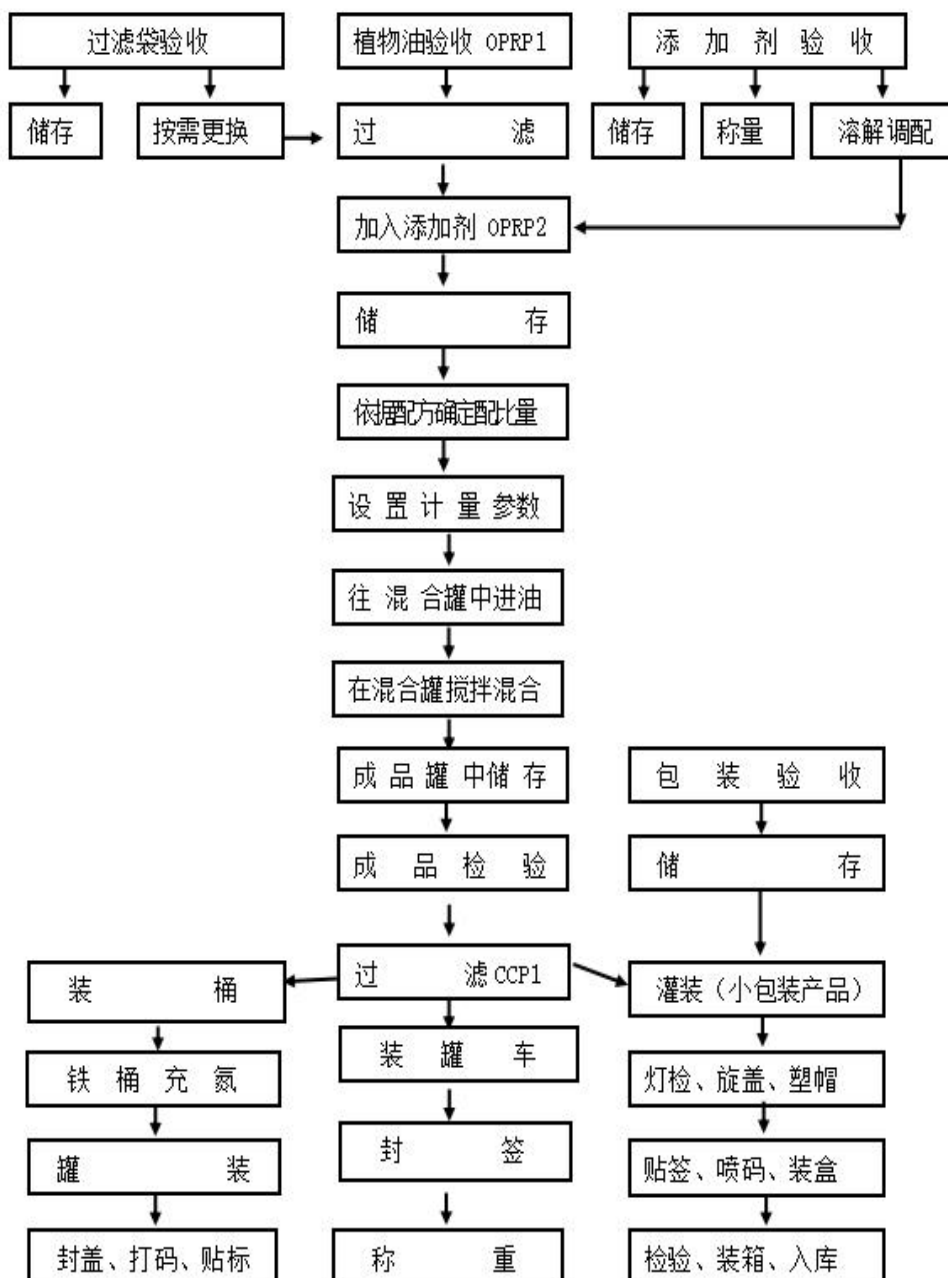 过滤袋验收
植物油验收 OPRP1
添加剂验收
储存
按需更换
过滤
储存
称量
溶解调配
加入添加剂 OPRP2
储存
依据配方确定配比量
设置计量参数
往混合罐中进油
在混合罐搅拌混合
成品罐中储存
包装验收
成品检验
储存
装桶
过滤CCP1
灌装（小包装产品）
铁桶充氮
装罐车
灯检、旋盖、塑帽
罐装
封签
贴签、喷码、装盒
封盖、打码、贴标
称重
检验、装箱、入库